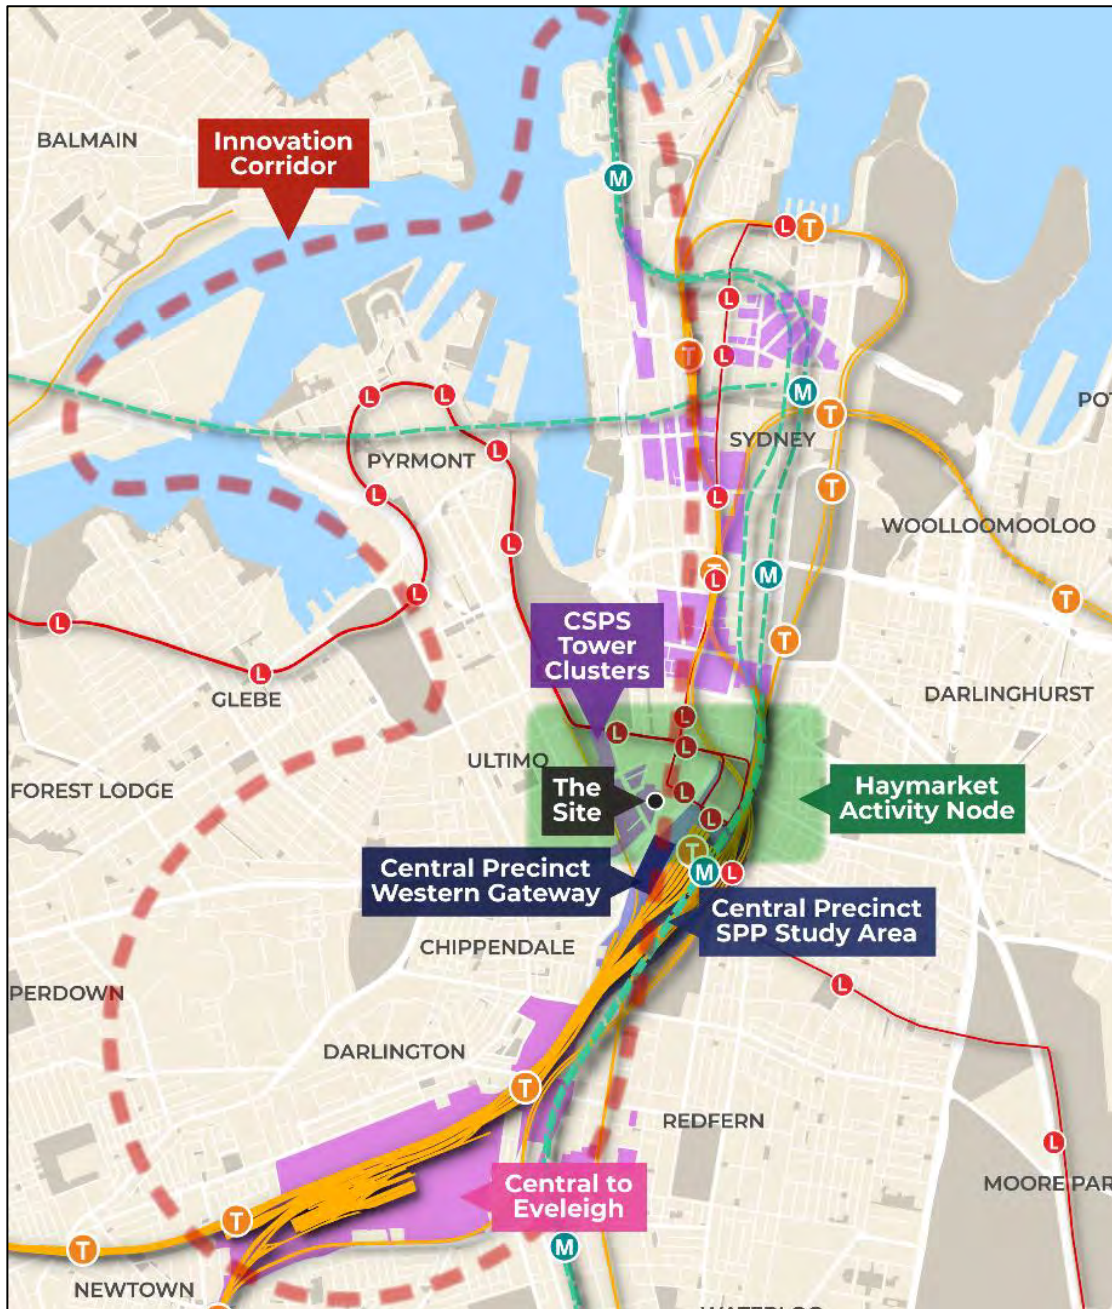 BALMAIN
Innovation
Corridor
M
L
T
L
T
L
L
L
M
T
PO
SYDNEY
L
PYRMONT
L
L
T
WOOLLOOMOOLOO
L
M
T
L
L
T
L
CSPS
Tower
Clusters
T
L
GLEBE
DARLINGHURST
L
L
L
ULTIMO
FOREST LODGE
The
Site
L
L
Haymarket
Activity Node
T
M
L
Central Precinct
Western Gateway
Central Precinct
SPP Study Area
CHIPPENDALE
L
PERDOWN
DARLINGTON
T
REDFERN
L
MOORE PAR
Central to
Eveleigh
T
T
M
NEWTOWN
T